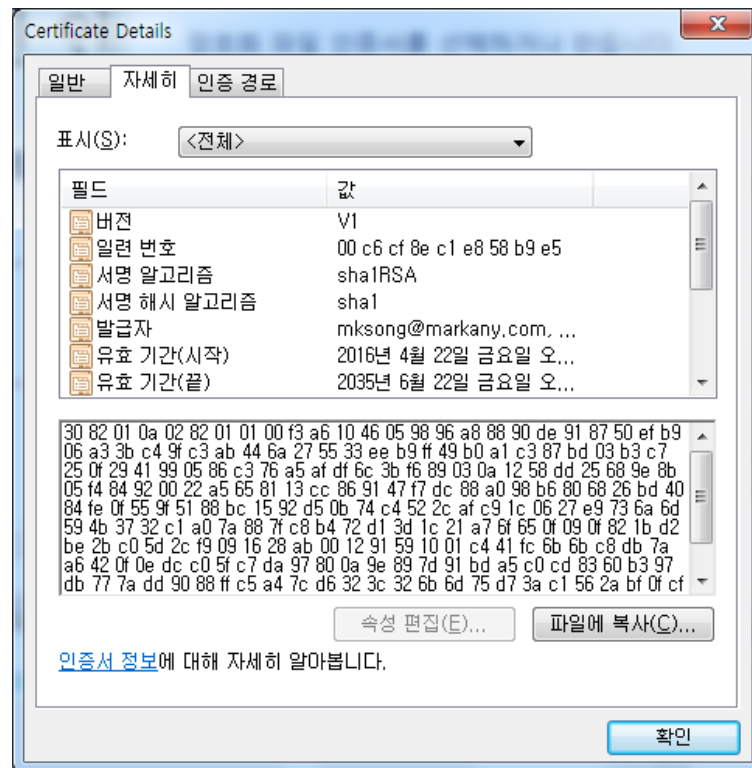 Certificate Details
일반 자세히 인증 경로
표시(S): <전체>
필드 값
버전 V1
일련 번호 00 c6 cf 8e c1 e8 58 b9 e5
서명 알고리즘 sha1RSA
서명 해시 알고리즘 sha1
발급자 mksong@markany,com, ...
유효 기간(시작) 2016년 4월 22일 금요일 오...
유효 기간(끝) 2035년 6월 22일 금요일 오...
30 82 01 0a 02 82 01 01 00 f3 a6 10 46 05 98 96 a8 88 90 de 91 87 50 ef b9
06 a3 3b c4 9f c3 ab 44 6a 27 55 33 ee b9 ff 49 b0 a1 c3 87 bd 03 b3 c7
25 0f 29 41 99 05 86 c3 76 a5 af df 6c 3b f6 89 03 0a 12 58 dd 25 68 9e 8b
05 f4 84 92 00 22 a5 65 81 13 cc 86 91 47 f7 dc 88 a0 98 b6 80 68 26 bd 40
84 fe 0f 55 9f 51 88 bc 15 92 d5 0b 74 c4 52 2c af c9 1c 06 27 e9 73 6a 6d
59 4b 37 32 c1 a0 7a 88 7f c8 b4 72 d1 3d 1c 21 a7 6f 65 0f 09 0f 82 1b d2
be 2b c0 5d 2c f9 09 16 28 ab 00 12 91 59 10 01 c4 41 fc 6b 6b c8 db 7a
a6 42 0f 0e dc c0 5f c7 da 97 80 0a 9e 89 7d 91 bd a5 c0 cd 83 60 b3 97
db 77 7a dd 90 88 ff c5 a4 7c d6 32 3c 32 6b 6d 75 d7 3a c1 56 2a bf 0f cf
속성 편집(E)... 파일에 복사(C)...
인증서 정보에 대해 자세히 알아봅니다.
확인